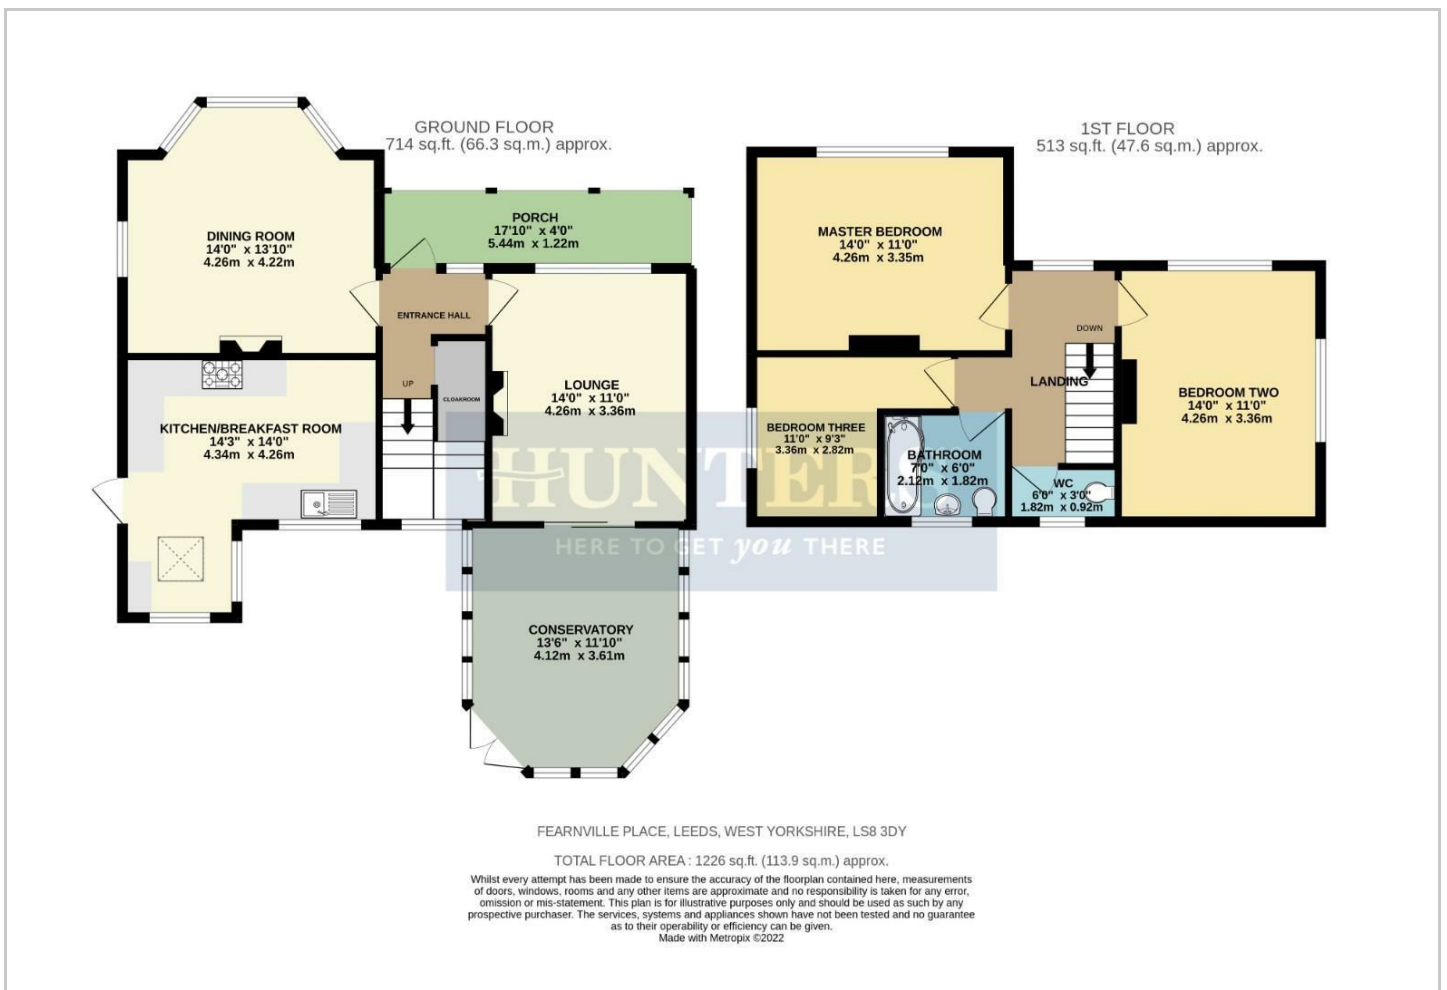 GROUND FLOOR
714 sq.ft. (66.3 sq.m.) approx.
DINING ROOM
14'0" x 13'10"
4.26m x 4.22m
PORCH
17'10" x 4'0"
5.44m x 1.22m
ENTRANCE HALL
UP
CLOAKROOM
LOUNGE
14'0" x 11'0"
4.26m x 3.36m
KITCHEN/BREAKFAST ROOM
14'3" x 14'0"
4.34m x 4.26m
CONSERVATORY
13'6" x 11'10"
4.12m x 3.61m
1ST FLOOR
513 sq.ft. (47.6 sq.m.) approx.
MASTER BEDROOM
14'0" x 11'0"
4.26m x 3.35m
DOWN
LANDING
BEDROOM TWO
14'0" x 11'0"
4.26m x 3.36m
BEDROOM THREE
11'0" x 9'3"
3.36m x 2.82m
BATHROOM
7'0" x 6'0"
2.12m x 1.82m
WC
6'0" x 3'0"
1.82m x 0.92m
HUNTERS
HERE TO GET you THERE
FEARNVILLE PLACE, LEEDS, WEST YORKSHIRE, LS8 3DY
TOTAL FLOOR AREA : 1226 sq.ft. (113.9 sq.m.) approx.
Whilst every attempt has been made to ensure the accuracy of the floorplan contained here, measurements
of doors, windows, rooms and any other items are approximate and no responsibility is taken for any error,
omission or mis-statement. This plan is for illustrative purposes only and should be used as such by any
prospective purchaser. The services, systems and appliances shown have not been tested and no guarantee
as to their operability or efficiency can be given.
Made with Metropix ©2022